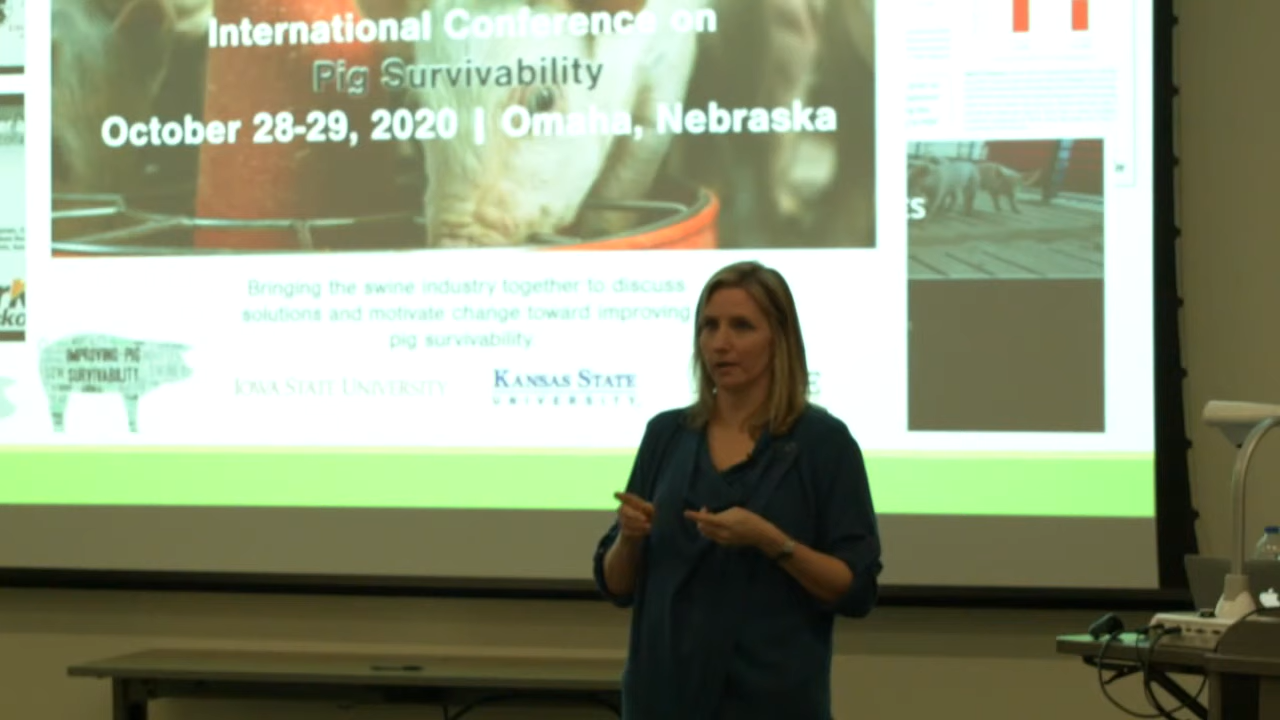 International Conference on
Pig Survivability
October 28-29, 2020 | Omaha, Nebraska
Bringing the swine industry together to discuss
solutions and motivate change toward improving
pig survivability.
IMPROVING PIG
SURVIVABILITY
IOWA STATE UNIVERSITY
KANSAS STATE
UNIVERSITY